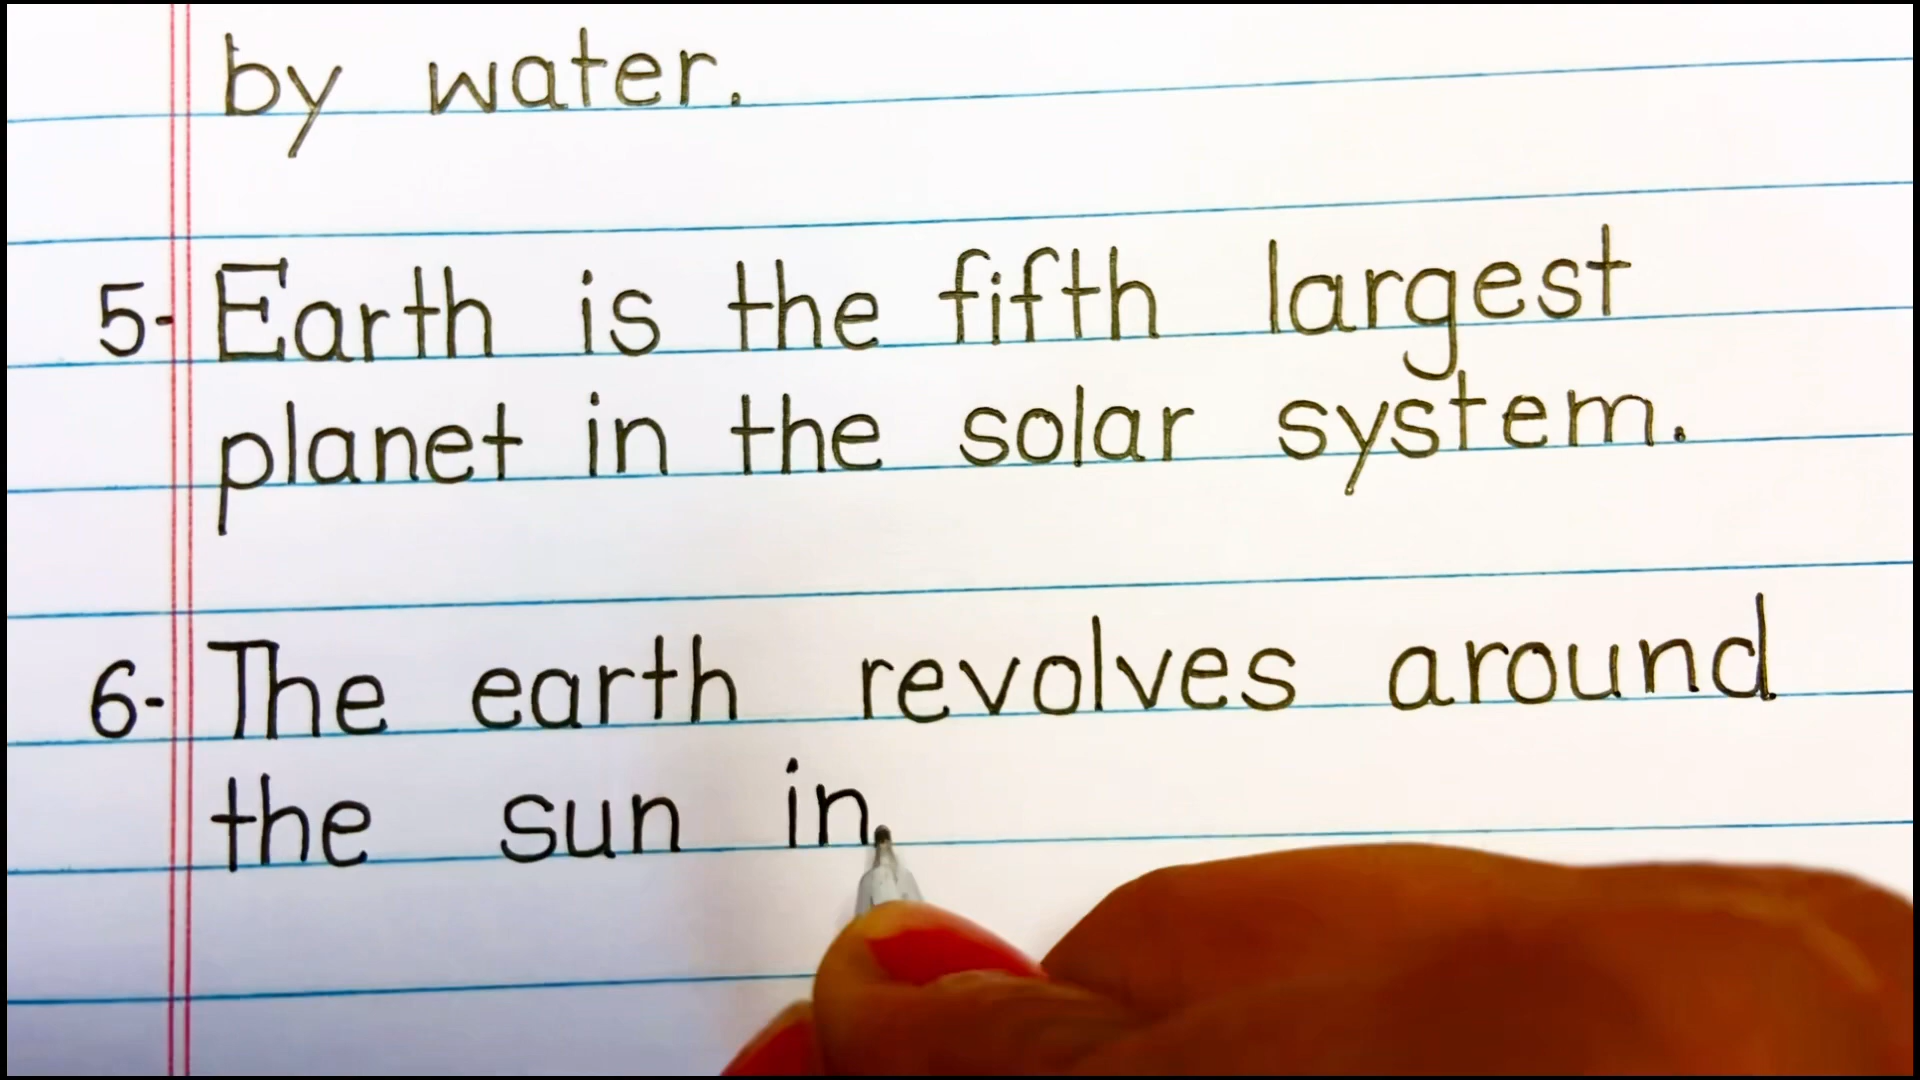 by water.
5- Earth is the fifth largest
planet in the solar system.
6- The earth revolves around
the sun in